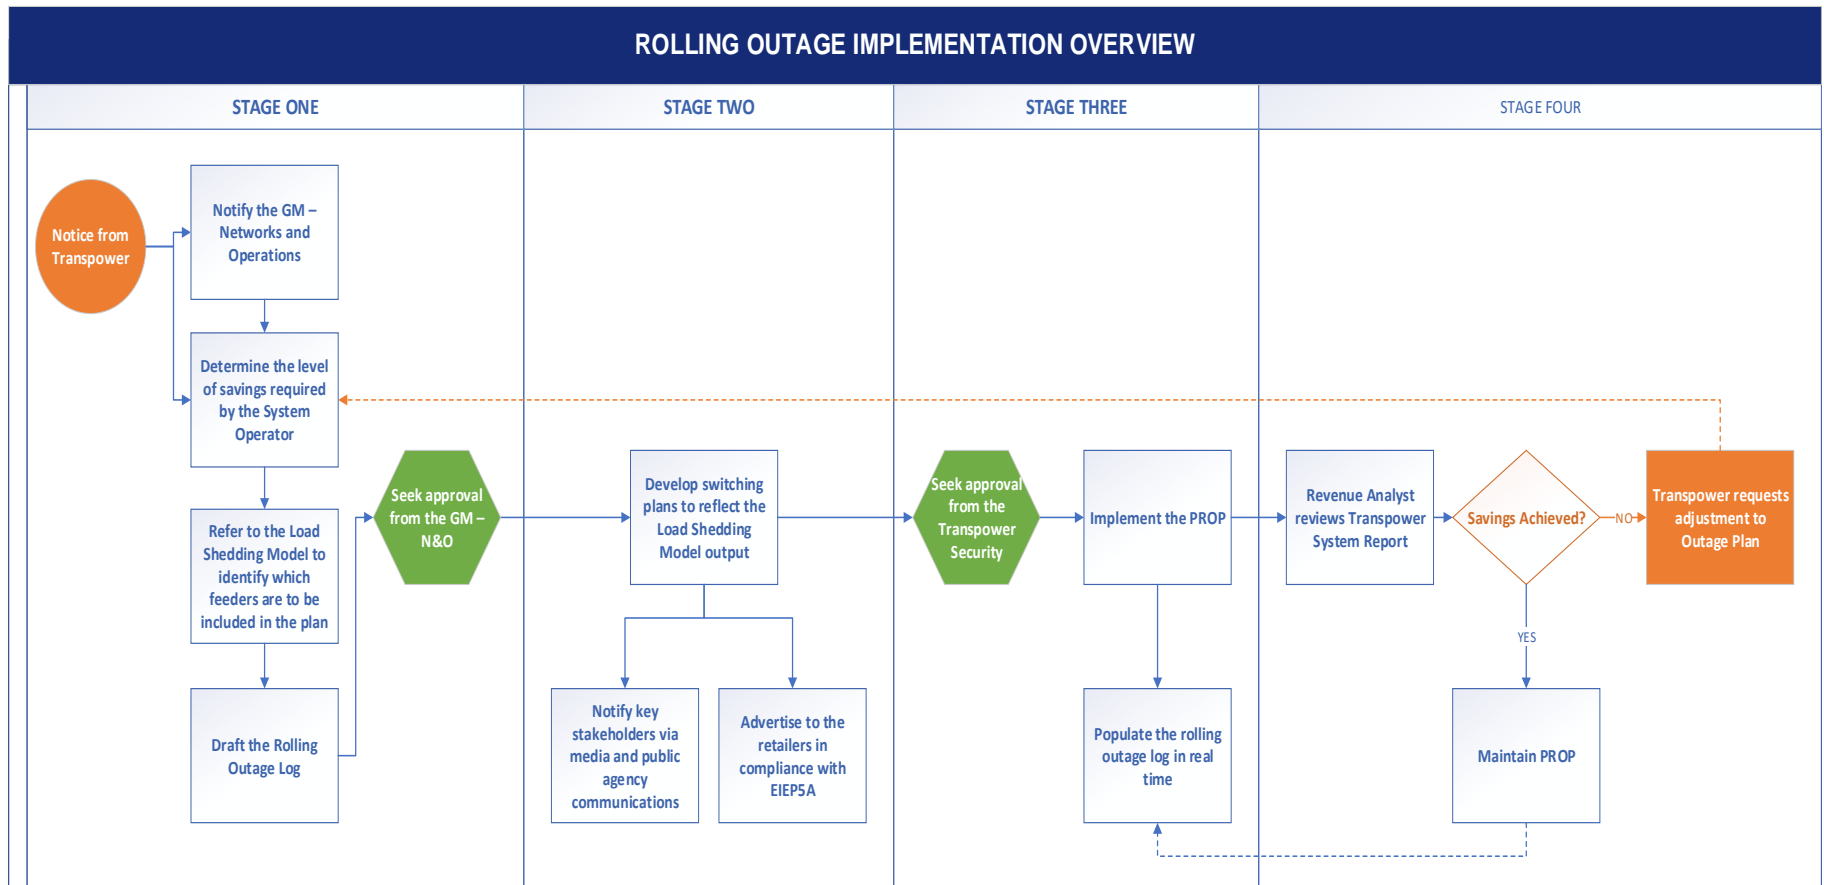 ROLLING OUTAGE IMPLEMENTATION OVERVIEW
STAGE ONE
STAGE TWO
STAGE THREE
STAGE FOUR
Notice from
Transpower
Notify the GM –
Networks and
Operations
Determine the level
of savings required
by the System
Operator
Refer to the Load
Shedding Model to
identify which
feeders are to be
included in the plan
Draft the Rolling
Outage Log
Seek approval
from the GM –
N&O
Develop switching
plans to reflect the
Load Shedding
Model output
Notify key
stakeholders via
media and public
agency
communications
Advertise to the
retailers in
compliance with
EIEP5A
Seek approval
from the
Transpower
Security
Implement the PROP
Populate the rolling
outage log in real
time
Revenue Analyst
reviews Transpower
System Report
Savings Achieved?
NO
Transpower requests
adjustment to
Outage Plan
YES
Maintain PROP